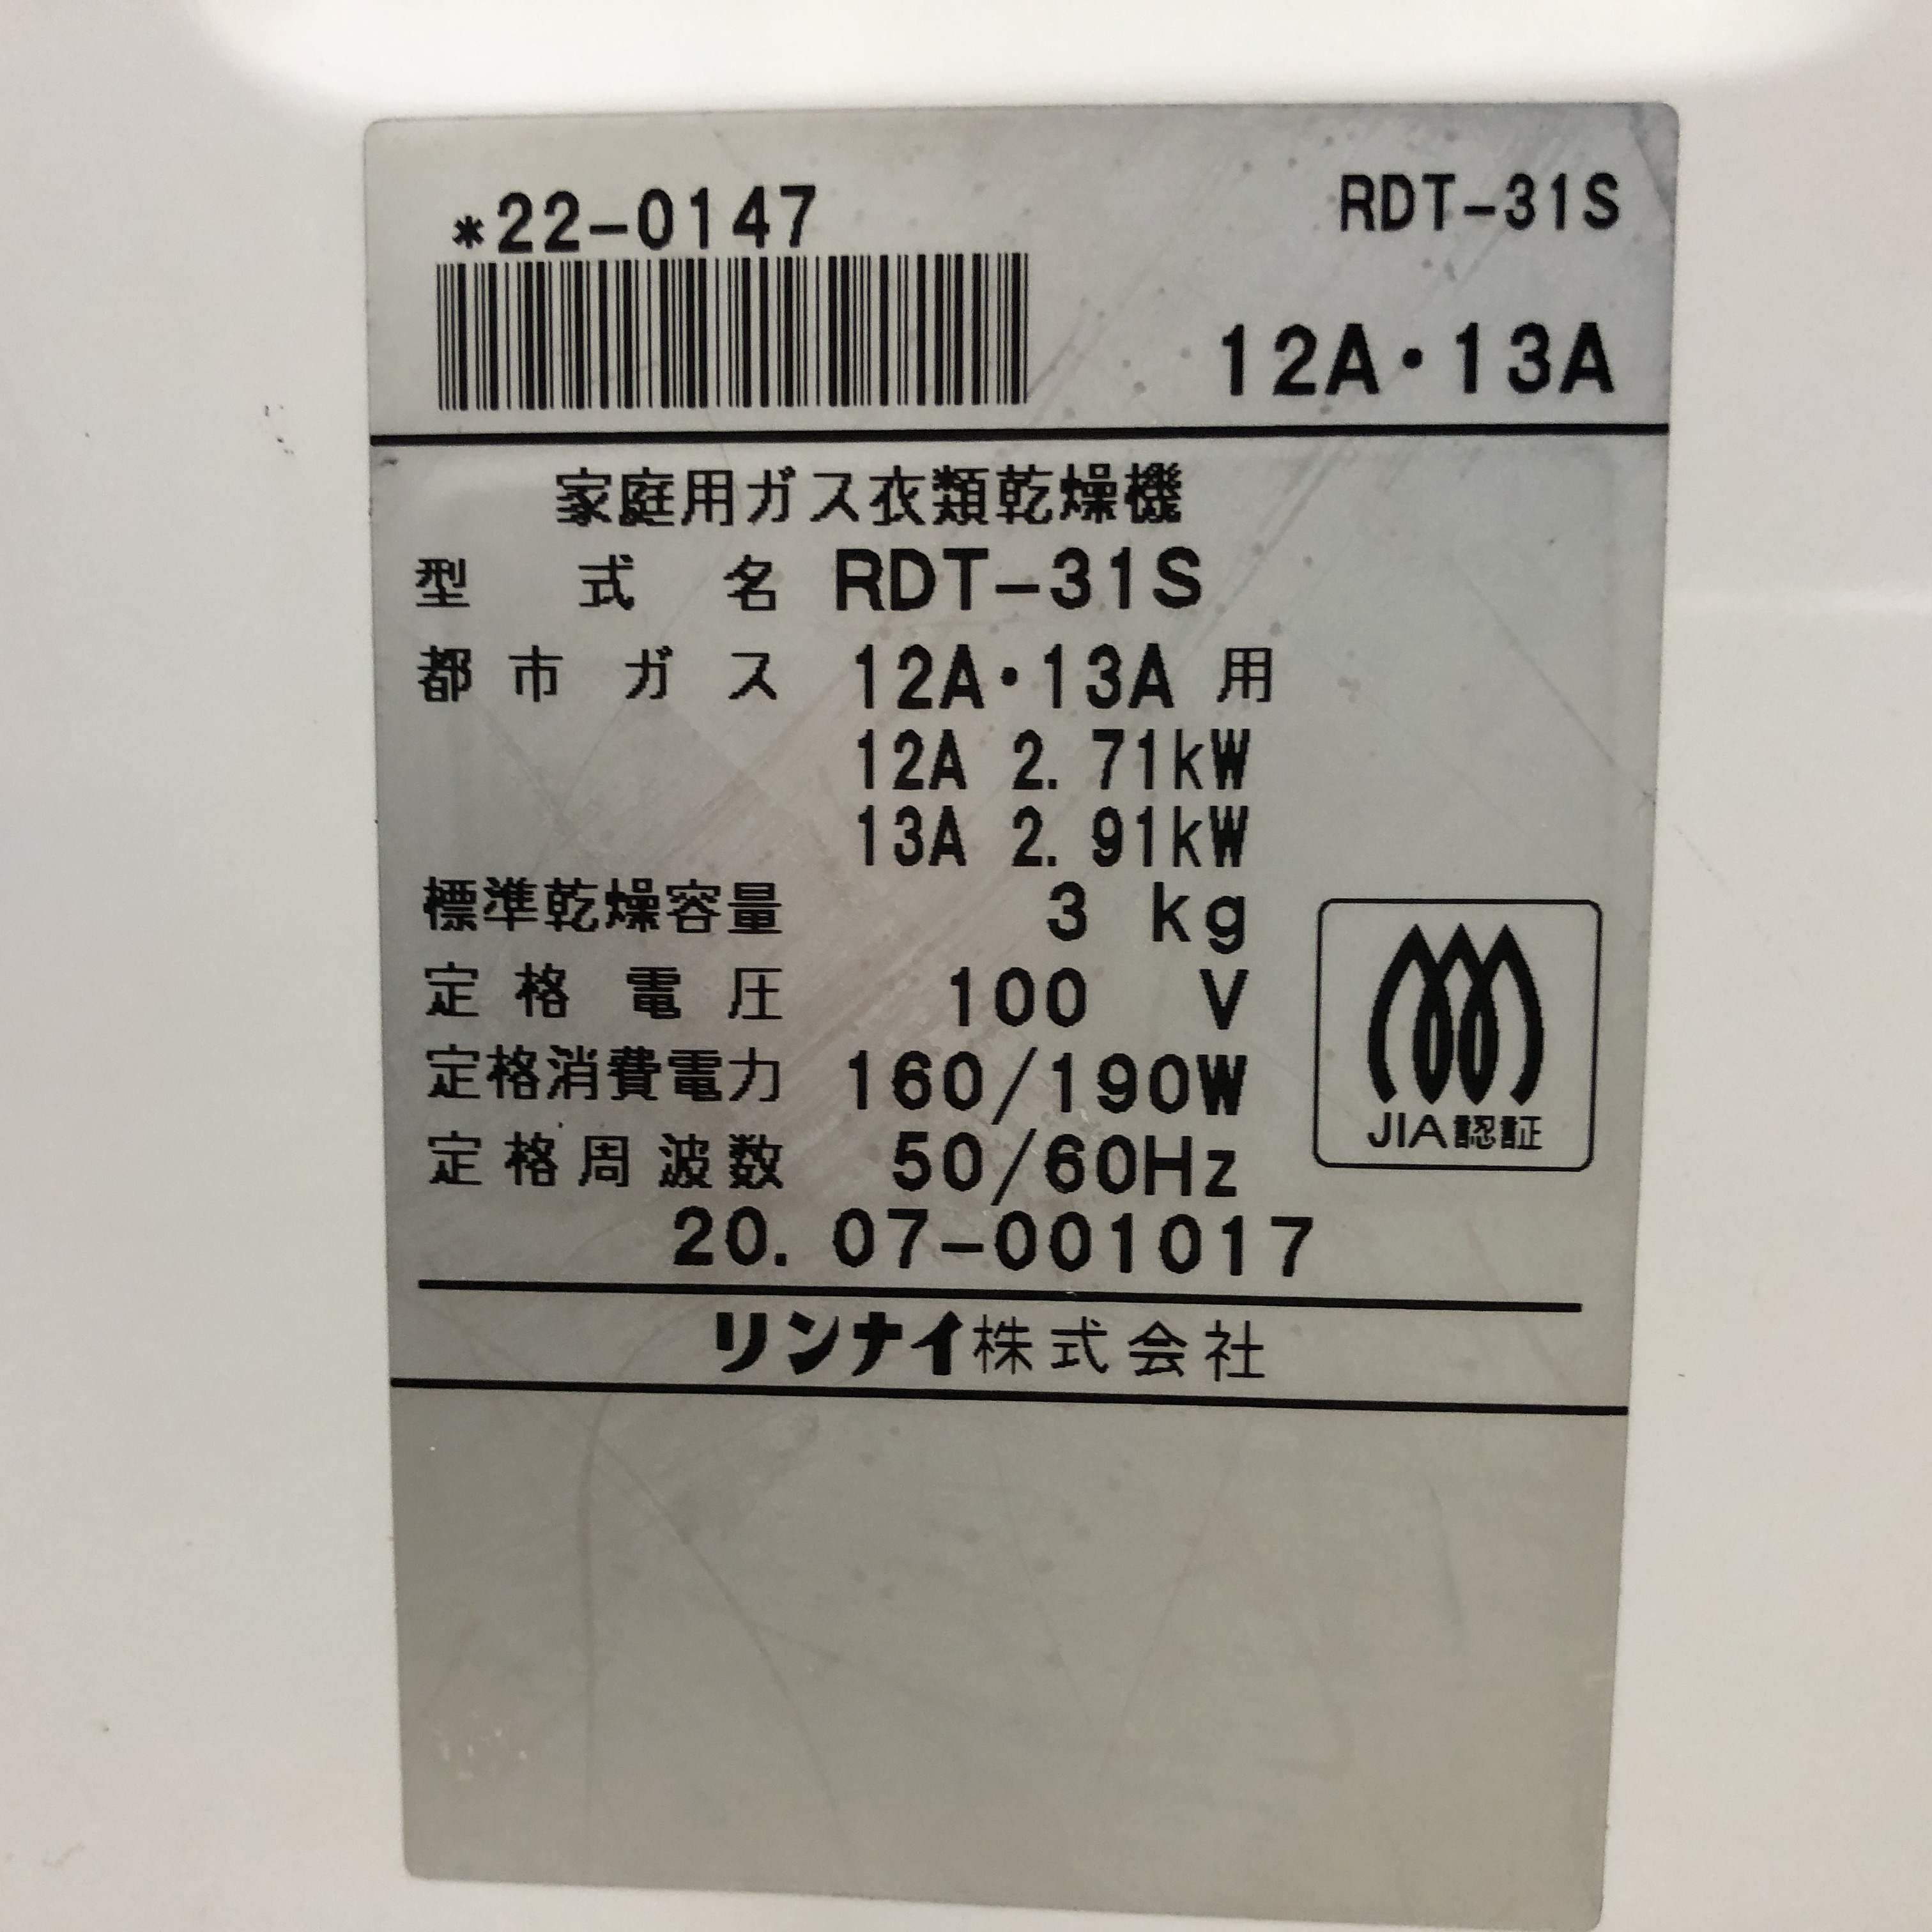 *22-0147
RDT-31S
12A・13A
家庭用ガス衣類乾燥機
型式名 RDT-31S
都市ガス 12A・13A 用
12A 2.71kW
13A 2.91kW
標準乾燥容量 3 kg
定格電圧 100 V
定格消費電力 160/190W
定格周波数 50/60Hz
JIA認証
20.07-001017
リンナイ株式会社